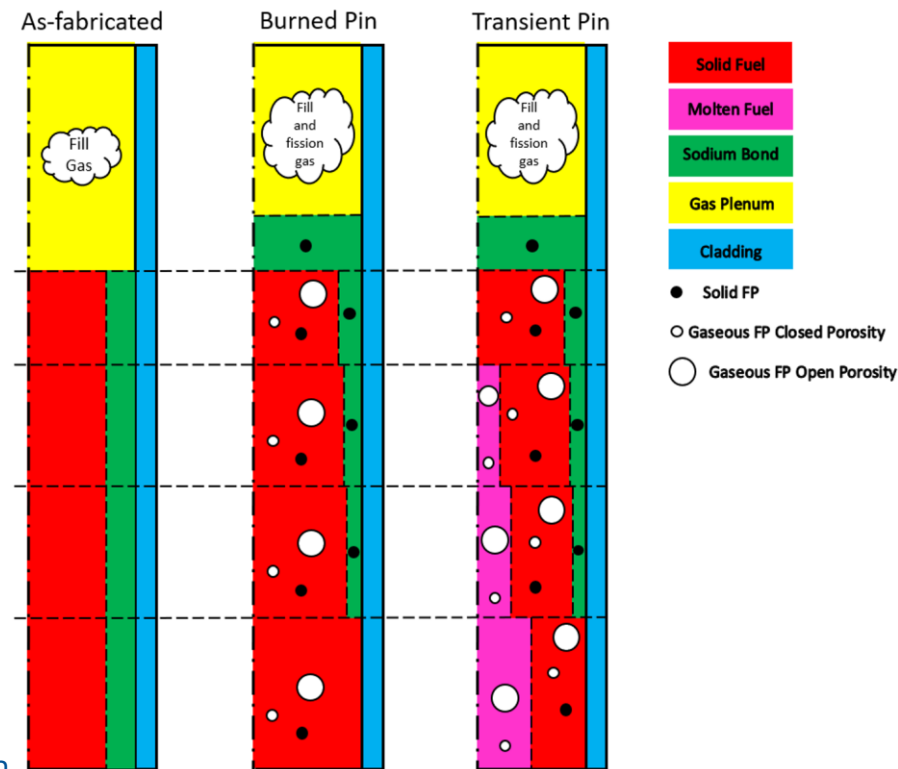 As-fabricated
Burned Pin
Transient Pin
Fill
Gas
Fill
and
fission
gas
Fill
and
fission
gas
Solid Fuel
Molten Fuel
Sodium Bond
Gas Plenum
Cladding
Solid FP
Gaseous FP Closed Porosity
Gaseous FP Open Porosity